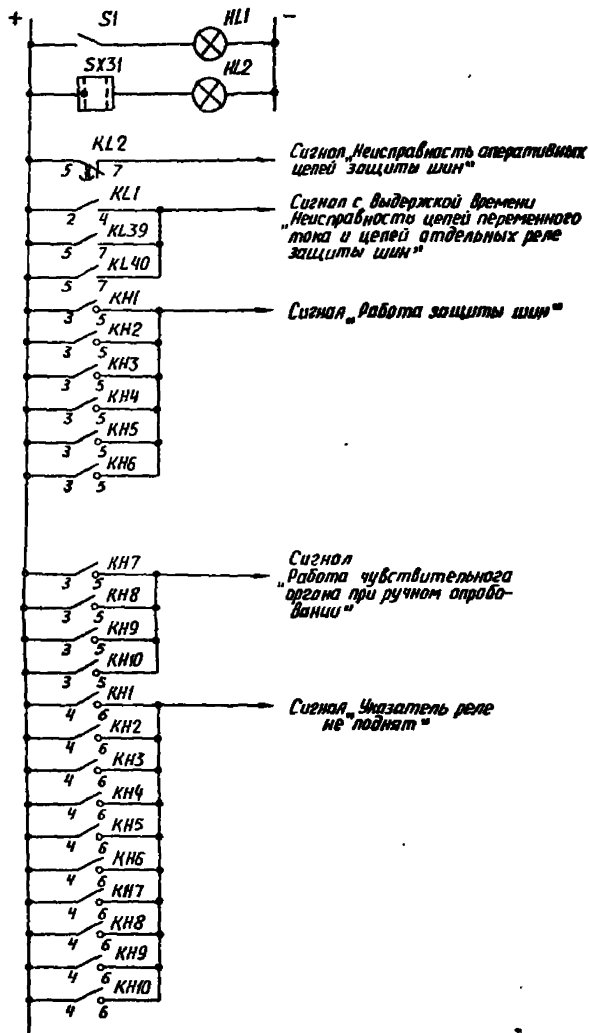 + S1 HL1 -
SX31 HL2
KL2
5 7
Сигнал „Неисправность оперативных
цепей защиты шин"
KL1
2 4
Сигнал с выдержкой времени
„Неисправность цепей переменного
тока и цепей отдельных реле
защиты шин"
KL39
5 7
KL40
5 7
KH1
3 5
Сигнал „Работа защиты шин"
KH2
3 5
KH3
3 5
KH4
3 5
KH5
3 5
KH6
3 5
KH7
3 5
Сигнал
„Работа чувствительного
органа при ручном опробо-
вании"
KH8
3 5
KH9
3 5
KH10
3 5
KH1
4 6
Сигнал „Указатель реле
не поднят"
KH2
4 6
KH3
4 6
KH4
4 6
KH5
4 6
KH6
4 6
KH7
4 6
KH8
4 6
KH9
4 6
KH10
4 6